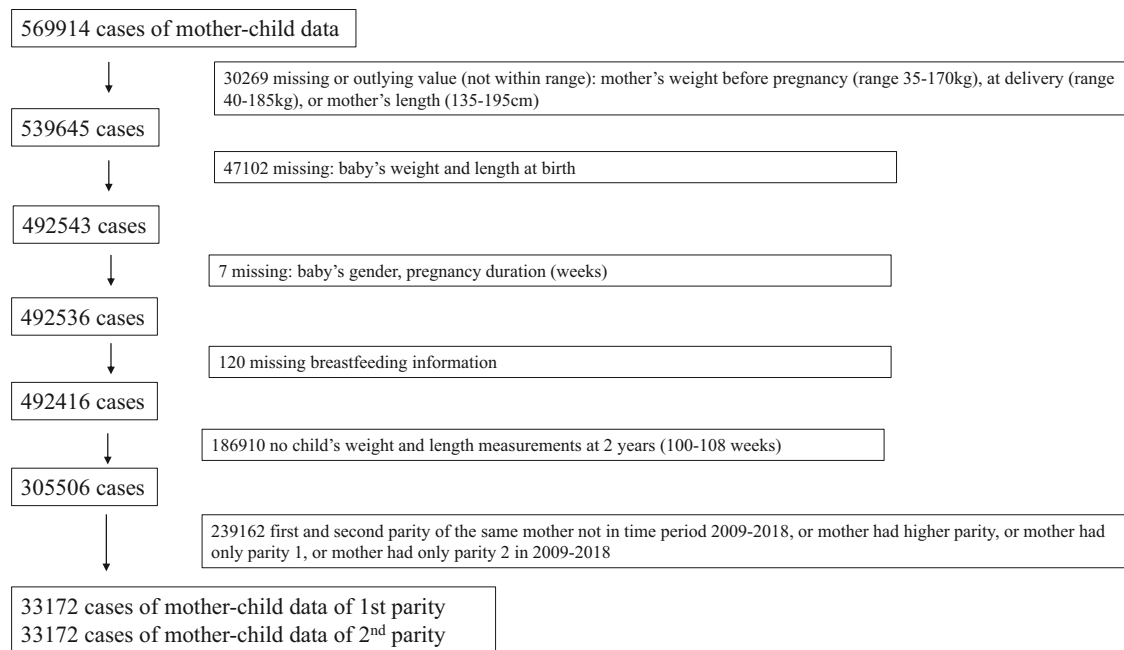 569914 cases of mother-child data
30269 missing or outlying value (not within range): mother’s weight before pregnancy (range 35-170kg), at delivery (range
40-185kg), or mother’s length (135-195cm)
539645 cases
47102 missing: baby’s weight and length at birth
492543 cases
7 missing: baby’s gender, pregnancy duration (weeks)
492536 cases
120 missing breastfeeding information
492416 cases
186910 no child’s weight and length measurements at 2 years (100-108 weeks)
305506 cases
239162 first and second parity of the same mother not in time period 2009-2018, or mother had higher parity, or mother had
only parity 1, or mother had only parity 2 in 2009-2018
33172 cases of mother-child data of 1st parity
33172 cases of mother-child data of 2nd parity